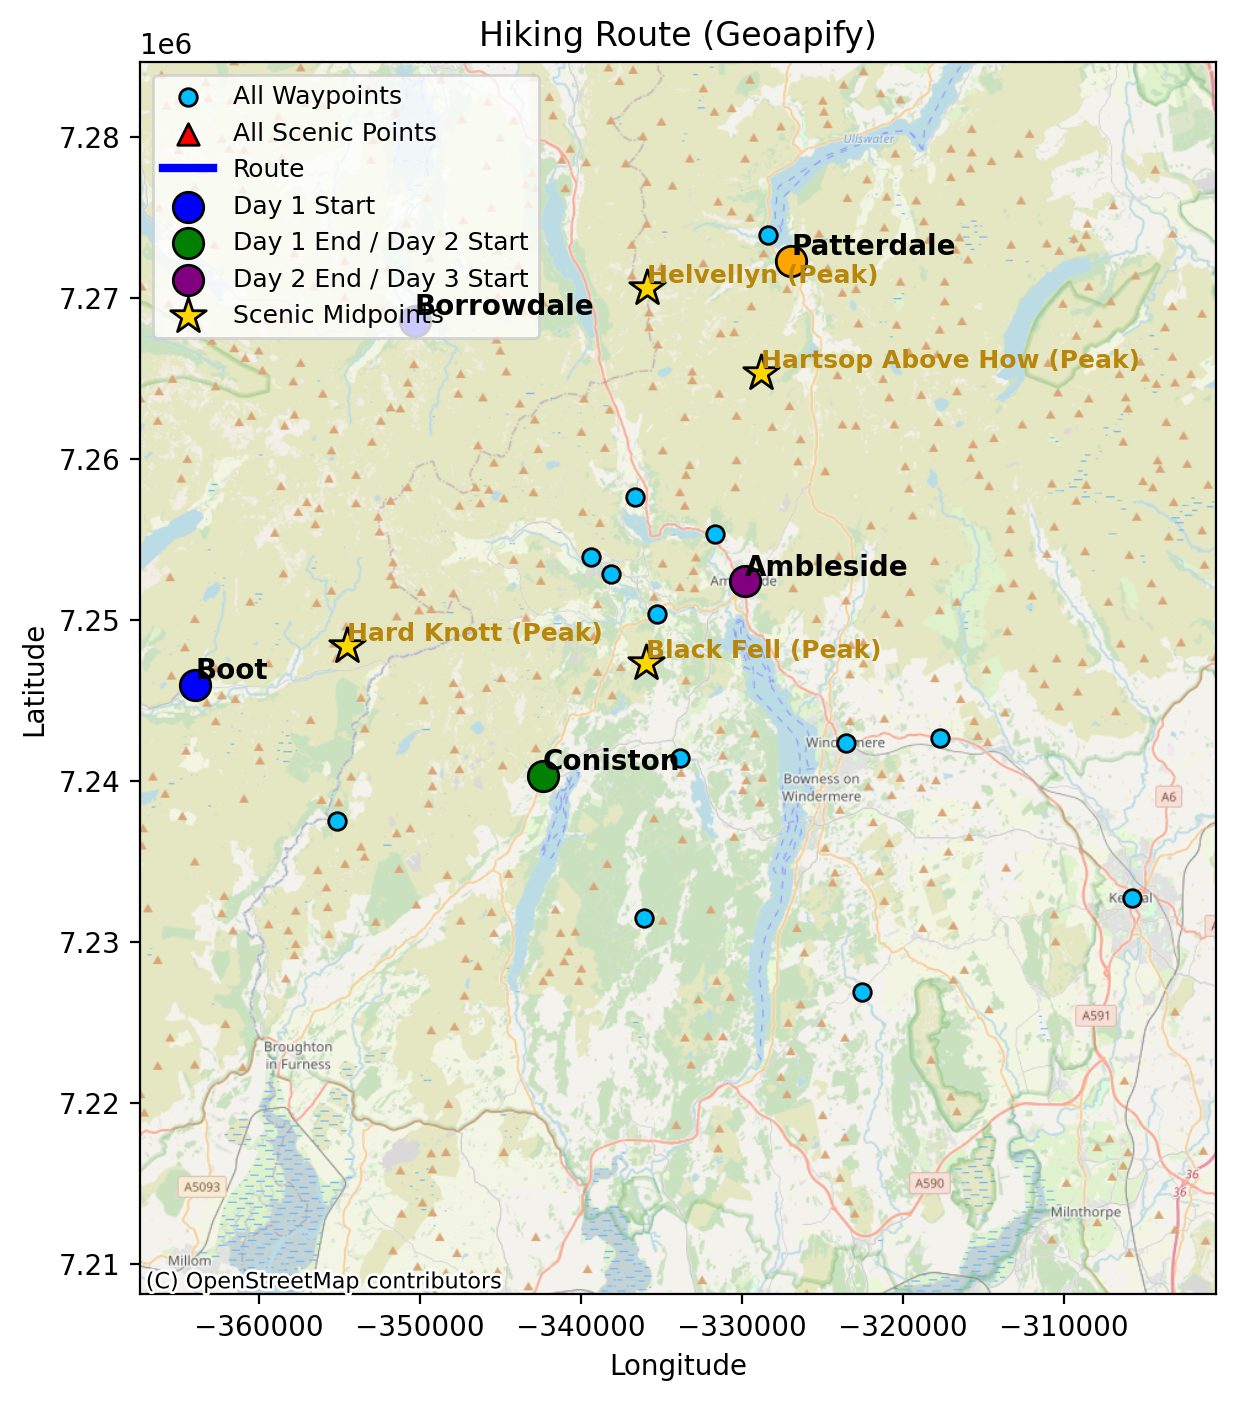 Hiking Route (Geoapify)
1e6
All Waypoints
All Scenic Points
Route
Day 1 Start
Day 1 End / Day 2 Start
Day 2 End / Day 3 Start
Scenic Midpoints
7.28
7.27
7.26
7.25
7.24
7.23
7.22
7.21
Latitude
Ullswater
Patterdale
Helvellyn (Peak)
Borrowdale
Hartsop Above How (Peak)
Ambleside
Hard Knott (Peak)
Black Fell (Peak)
Boot
Coniston
Windermere
Bowness on
Windermere
A6
Kendal
A591
Broughton
in Furness
A5093
A590
36
36
Milnthorpe
Millom
(C) OpenStreetMap contributors
−360000
−350000
−340000
−330000
−320000
−310000
Longitude